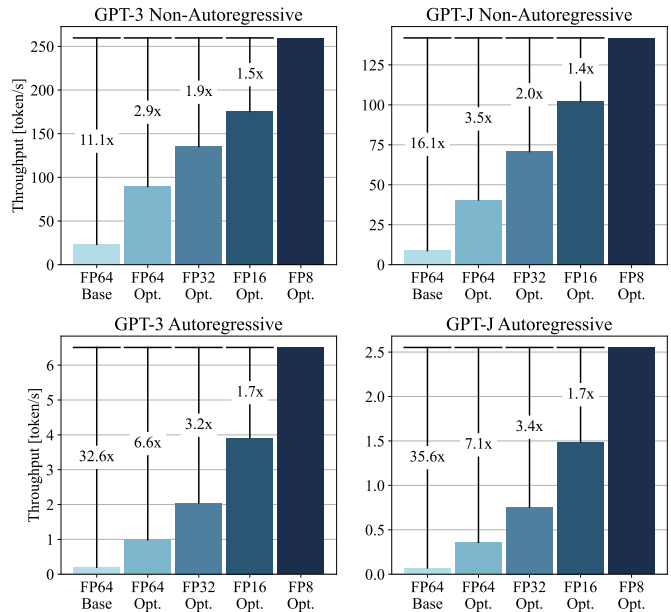 GPT-3 Non-Autoregressive
Throughput [token/s]
250
200
150
100
50
0
11.1x
2.9x
1.9x
1.5x
FP64 Base
FP64 Opt.
FP32 Opt.
FP16 Opt.
FP8 Opt.
GPT-J Non-Autoregressive
125
100
75
50
25
0
16.1x
3.5x
2.0x
1.4x
FP64 Base
FP64 Opt.
FP32 Opt.
FP16 Opt.
FP8 Opt.
GPT-3 Autoregressive
Throughput [token/s]
6
5
4
3
2
1
0
32.6x
6.6x
3.2x
1.7x
FP64 Base
FP64 Opt.
FP32 Opt.
FP16 Opt.
FP8 Opt.
GPT-J Autoregressive
2.5
2.0
1.5
1.0
0.5
0.0
35.6x
7.1x
3.4x
1.7x
FP64 Base
FP64 Opt.
FP32 Opt.
FP16 Opt.
FP8 Opt.